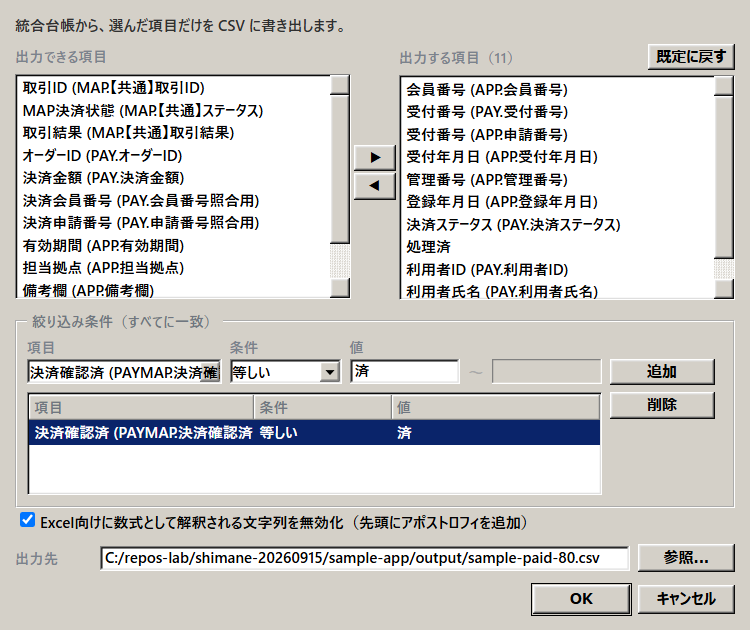 統合台帳から、選んだ項目だけを CSV に書き出します。
出力できる項目
出力する項目（11）
既定に戻す
取引ID (MAP.【共通】取引ID)
MAP決済状態 (MAP.【共通】ステータス)
取引結果 (MAP.【共通】取引結果)
オーダーID (PAY.オーダーID)
決済金額 (PAY.決済金額)
決済会員番号 (PAY.会員番号照合用)
決済申請番号 (PAY.申請番号照合用)
有効期間 (APP.有効期間)
担当拠点 (APP.担当拠点)
備考欄 (APP.備考欄)
▶
◀
会員番号 (APP.会員番号)
受付番号 (PAY.受付番号)
受付番号 (APP.申請番号)
受付年月日 (APP.受付年月日)
管理番号 (APP.管理番号)
登録年月日 (APP.登録年月日)
決済ステータス (PAY.決済ステータス)
処理済
利用者ID (PAY.利用者ID)
利用者氏名 (PAY.利用者氏名)
絞り込み条件（すべてに一致）
項目 条件 値
決済確認済 (PAYMAP.決済確 等しい 済 ～ 追加
項目 条件 値 削除
決済確認済 (PAYMAP.決済確認済 等しい 済
Excel向けに数式として解釈される文字列を無効化（先頭にアポストロフィを追加）
出力先 C:/repos-lab/shimane-20260915/sample-app/output/sample-paid-80.csv 参照...
OK キャンセル